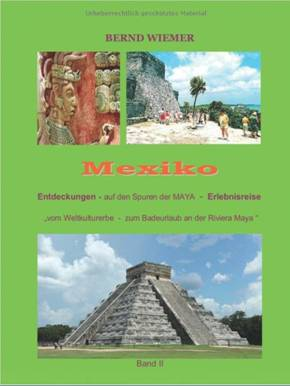 Urheberrechtlich geschütztes Material
BERND WIEMER
Mexiko
Entdeckungen - auf den Spuren der MAYA - Erlebnisreise
„vom Weltkulturerbe - zum Badeurlaub an der Riviera Maya “
Band II